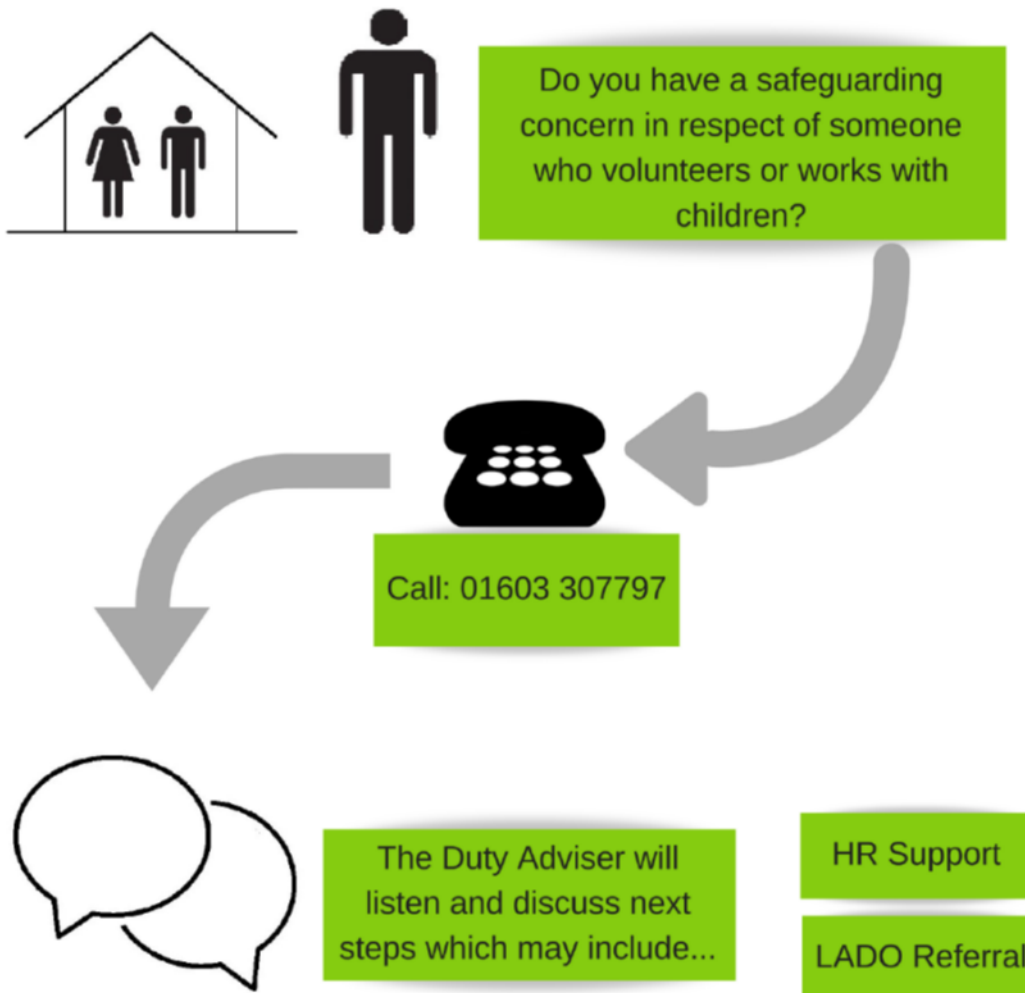 Do you have a safeguarding
concern in respect of someone
who volunteers or works with
children?
Call: 01603 307797
The Duty Adviser will
listen and discuss next
steps which may include...
HR Support
LADO Referral